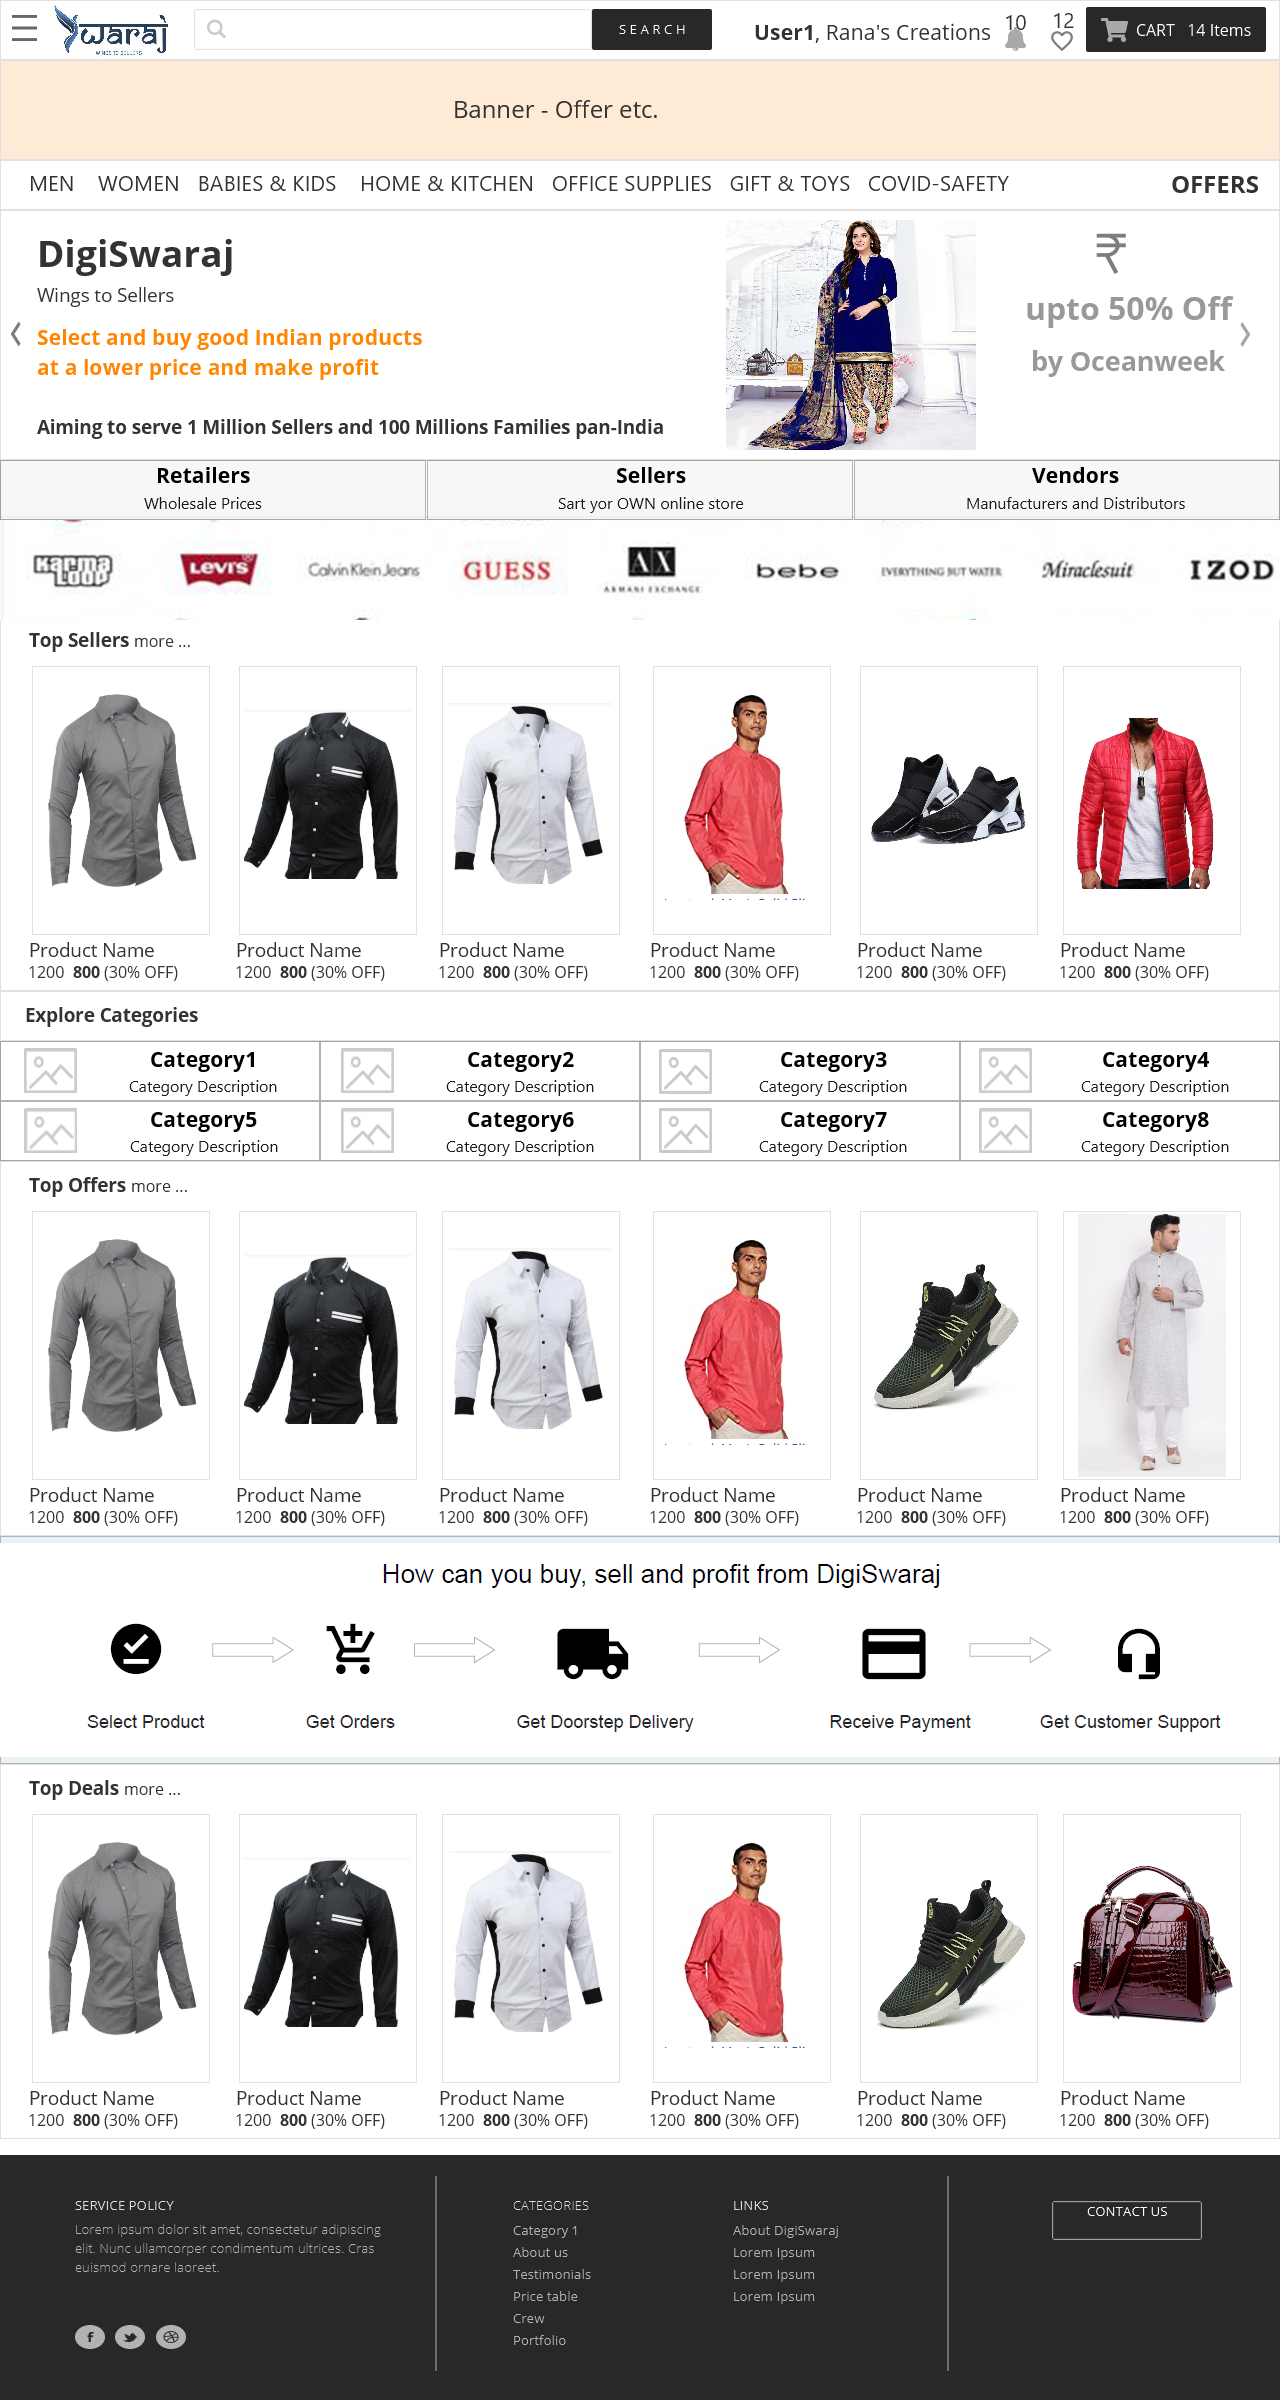 Swaraj
WINGS TO SELLERS
SEARCH
User1, Rana's Creations
10
12
CART 14 Items
Banner - Offer etc.
MEN WOMEN BABIES & KIDS HOME & KITCHEN OFFICE SUPPLIES GIFT & TOYS COVID-SAFETY OFFERS
DigiSwaraj
Wings to Sellers
Select and buy good Indian products
at a lower price and make profit
Aiming to serve 1 Million Sellers and 100 Millions Families pan-India
₹
upto 50% Off
by Oceanweek
Retailers
Wholesale Prices
Sellers
Sart yor OWN online store
Vendors
Manufacturers and Distributors
KarmaLOOP LEVI'S Calvin Klein Jeans GUESS A|X ARMANI EXCHANGE bebe EVERYTHING BUT WATER Miraclesuit IZOD
Top Sellers more ...
Product Name Product Name Product Name Product Name Product Name Product Name
1200 800 (30% OFF) 1200 800 (30% OFF) 1200 800 (30% OFF) 1200 800 (30% OFF) 1200 800 (30% OFF) 1200 800 (30% OFF)
Explore Categories
Category1 Category2 Category3 Category4
Category Description Category Description Category Description Category Description
Category5 Category6 Category7 Category8
Category Description Category Description Category Description Category Description
Top Offers more ...
Product Name Product Name Product Name Product Name Product Name Product Name
1200 800 (30% OFF) 1200 800 (30% OFF) 1200 800 (30% OFF) 1200 800 (30% OFF) 1200 800 (30% OFF) 1200 800 (30% OFF)
How can you buy, sell and profit from DigiSwaraj
Select Product Get Orders Get Doorstep Delivery Receive Payment Get Customer Support
Top Deals more ...
Product Name Product Name Product Name Product Name Product Name Product Name
1200 800 (30% OFF) 1200 800 (30% OFF) 1200 800 (30% OFF) 1200 800 (30% OFF) 1200 800 (30% OFF) 1200 800 (30% OFF)
SERVICE POLICY
Lorem ipsum dolor sit amet, consectetur adipiscing
elit. Nunc ullamcorper condimentum ultrices. Cras
euismod ornare laoreet.
CATEGORIES
Category 1
About us
Testimonials
Price table
Crew
Portfolio
LINKS
About DigiSwaraj
Lorem Ipsum
Lorem Ipsum
Lorem Ipsum
CONTACT US